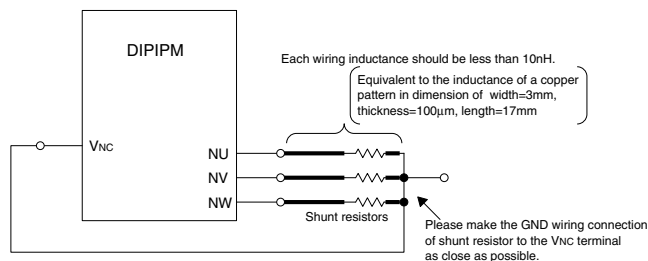 DIPIPM
Each wiring inductance should be less than 10nH.
Equivalent to the inductance of a copper
pattern in dimension of width=3mm,
thickness=100μm, length=17mm
VNC
NU
NV
NW
Shunt resistors
Please make the GND wiring connection
of shunt resistor to the VNC terminal
as close as possible.